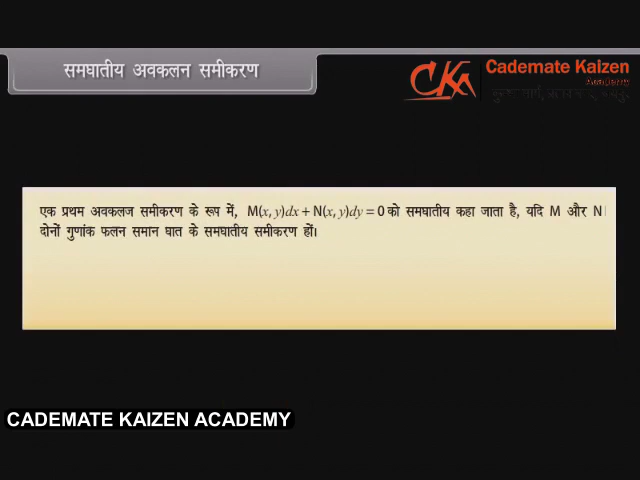 समघातीय अवकलन समीकरण
Cademate Kaizen
Academy
एक प्रथम अवकलज समीकरण के रूप में, M(x, y)dx + N(x, y)dy = 0 को समघातीय कहा जाता है, यदि M और N
दोनों गुणांक फलन समान घात के समघातीय समीकरण हों।
CADEMATE KAIZEN ACADEMY